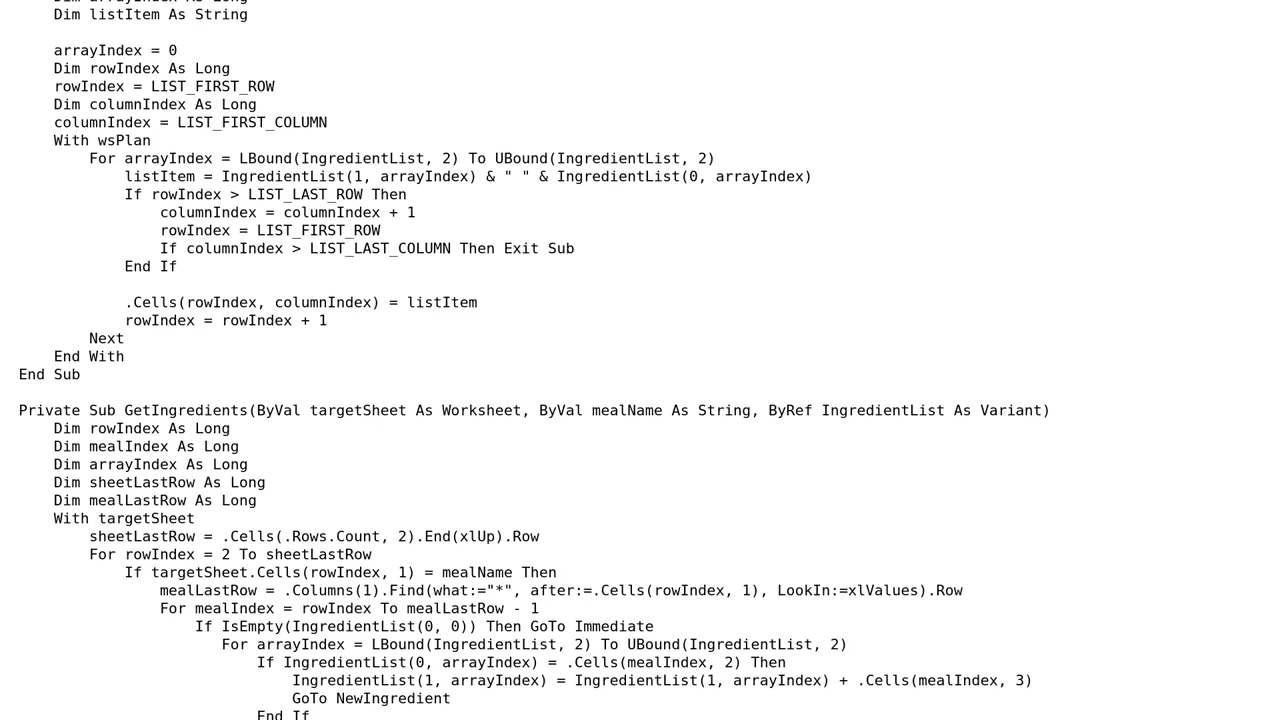 Dim arrayIndex As Long
Dim listItem As String
arrayIndex = 0
Dim rowIndex As Long
rowIndex = LIST_FIRST_ROW
Dim columnIndex As Long
columnIndex = LIST_FIRST_COLUMN
With wsPlan
For arrayIndex = LBound(IngredientList, 2) To UBound(IngredientList, 2)
listItem = IngredientList(1, arrayIndex) & " " & IngredientList(0, arrayIndex)
If rowIndex > LIST_LAST_ROW Then
columnIndex = columnIndex + 1
rowIndex = LIST_FIRST_ROW
If columnIndex > LIST_LAST_COLUMN Then Exit Sub
End If
.Cells(rowIndex, columnIndex) = listItem
rowIndex = rowIndex + 1
Next
End With
End Sub
Private Sub GetIngredients(ByVal targetSheet As Worksheet, ByVal mealName As String, ByRef IngredientList As Variant)
Dim rowIndex As Long
Dim mealIndex As Long
Dim arrayIndex As Long
Dim sheetLastRow As Long
Dim mealLastRow As Long
With targetSheet
sheetLastRow = .Cells(.Rows.Count, 2).End(xlUp).Row
For rowIndex = 2 To sheetLastRow
If targetSheet.Cells(rowIndex, 1) = mealName Then
mealLastRow = .Columns(1).Find(what:="*", after:=.Cells(rowIndex, 1), LookIn:=xlValues).Row
For mealIndex = rowIndex To mealLastRow - 1
If IsEmpty(IngredientList(0, 0)) Then GoTo Immediate
For arrayIndex = LBound(IngredientList, 2) To UBound(IngredientList, 2)
If IngredientList(0, arrayIndex) = .Cells(mealIndex, 2) Then
IngredientList(1, arrayIndex) = IngredientList(1, arrayIndex) + .Cells(mealIndex, 3)
GoTo NewIngredient
End If